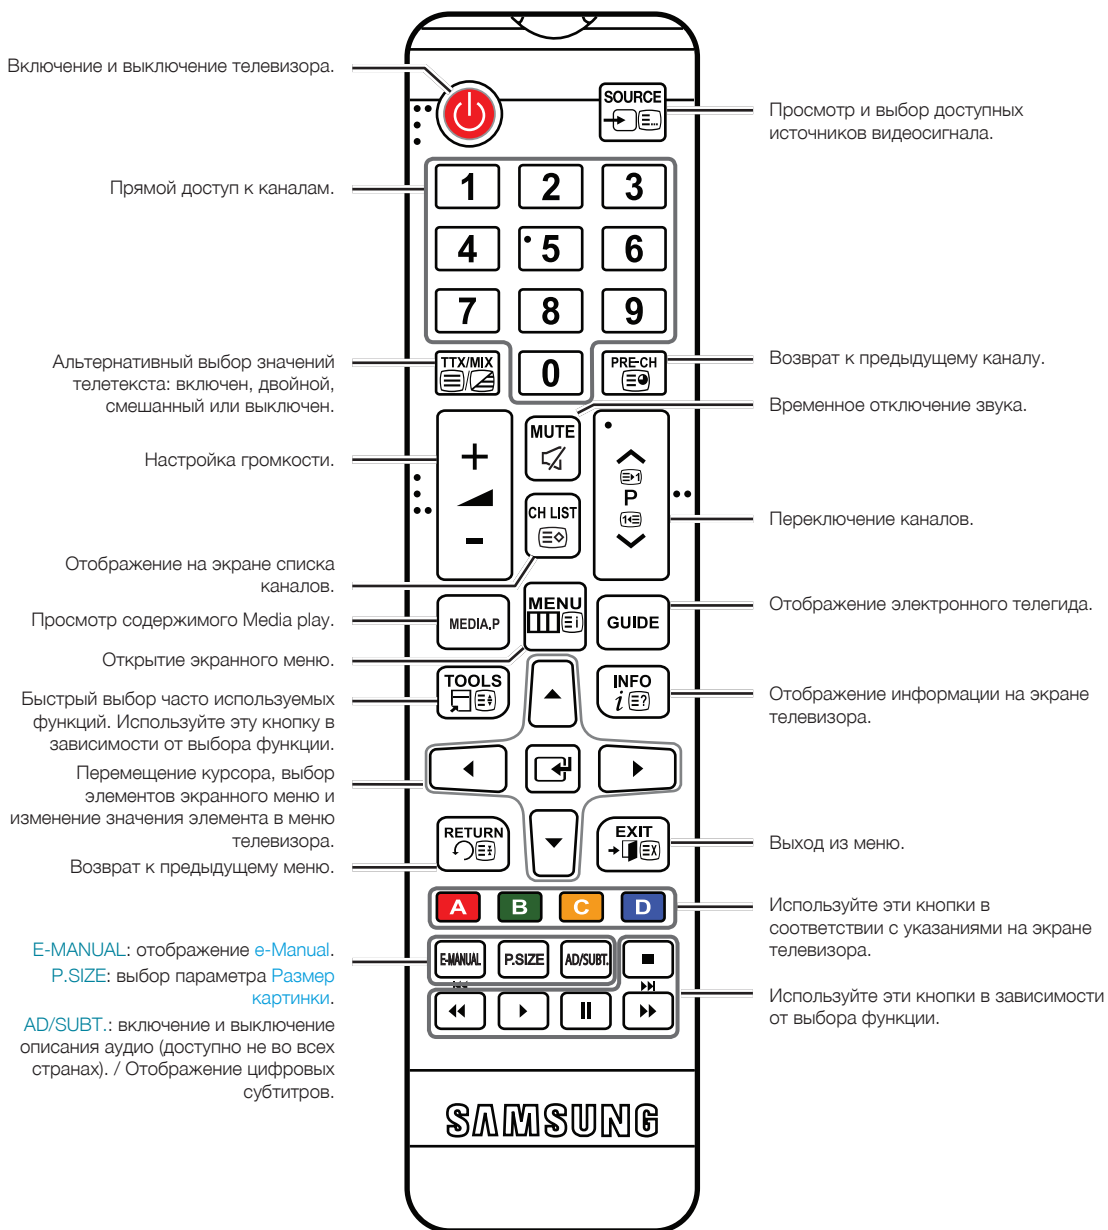 Включение и выключение телевизора.
SOURCE
Просмотр и выбор доступных
источников видеосигнала.
Прямой доступ к каналам.
1 2 3
4 5 6
7 8 9
0
Альтернативный выбор значений
телетекста: включен, двойной,
смешанный или выключен.
TTX/MIX
PRE-CH
Возврат к предыдущему каналу.
Временное отключение звука.
MUTE
Настройка громкости.
+
-
P
1
1
CH LIST
Переключение каналов.
Отображение на экране списка
каналов.
Просмотр содержимого Media play.
MEDIA.P
MENU
i
GUIDE
Отображение электронного телегида.
Открытие экранного меню.
TOOLS
INFO
i ?
Быстрый выбор часто используемых
функций. Используйте эту кнопку в
зависимости от выбора функции.
Отображение информации на экране
телевизора.
Перемещение курсора, выбор
элементов экранного меню и
изменение значения элемента в меню
телевизора.
RETURN
EXIT
X
Выход из меню.
Возврат к предыдущему меню.
A B C D
Используйте эти кнопки в
соответствии с указаниями на экране
телевизора.
E-MANUAL: отображение e-Manual.
P.SIZE: выбор параметра Размер
картинки.
AD/SUBT.: включение и выключение
описания аудио (доступно не во всех
странах). / Отображение цифровых
субтитров.
E-MANUAL P.SIZE AD/SUBT.
Используйте эти кнопки в зависимости
от выбора функции.
SAMSUNG